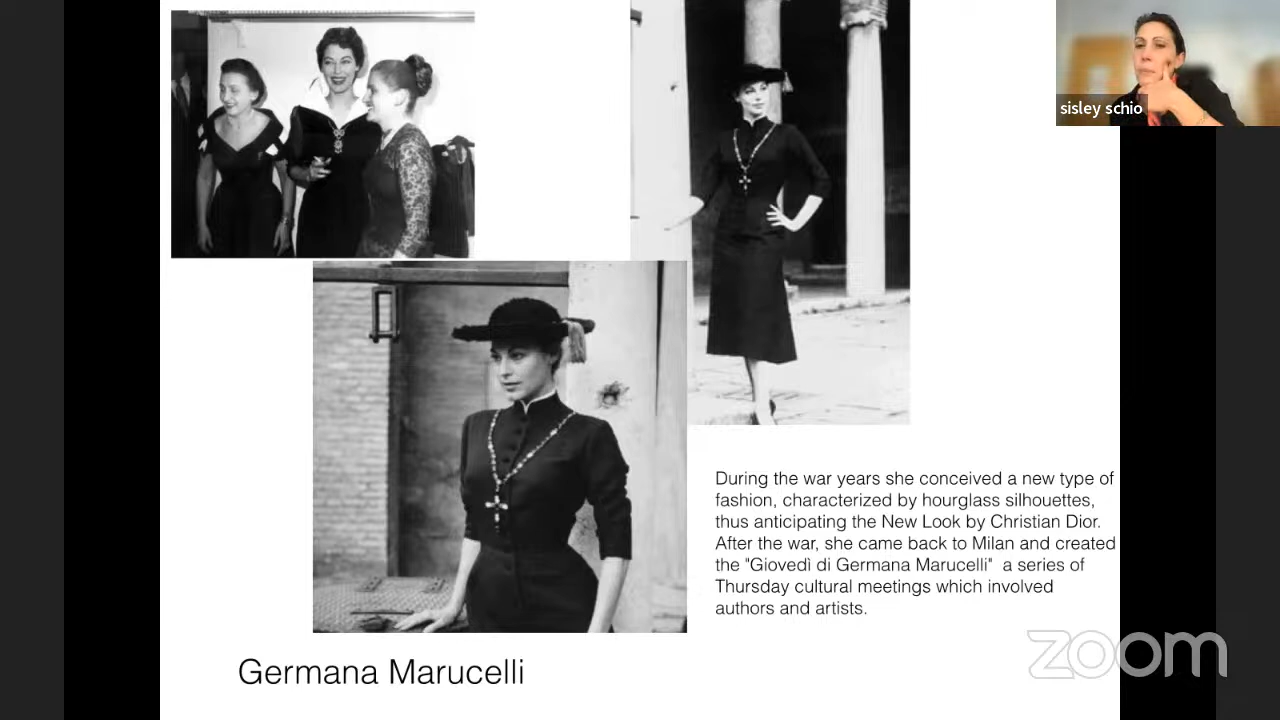 sisley schio
During the war years she conceived a new type of
fashion, characterized by hourglass silhouettes,
thus anticipating the New Look by Christian Dior.
After the war, she came back to Milan and created
the "Giovedì di Germana Marucelli"  a series of
Thursday cultural meetings which involved
authors and artists.
zoom
Germana Marucelli